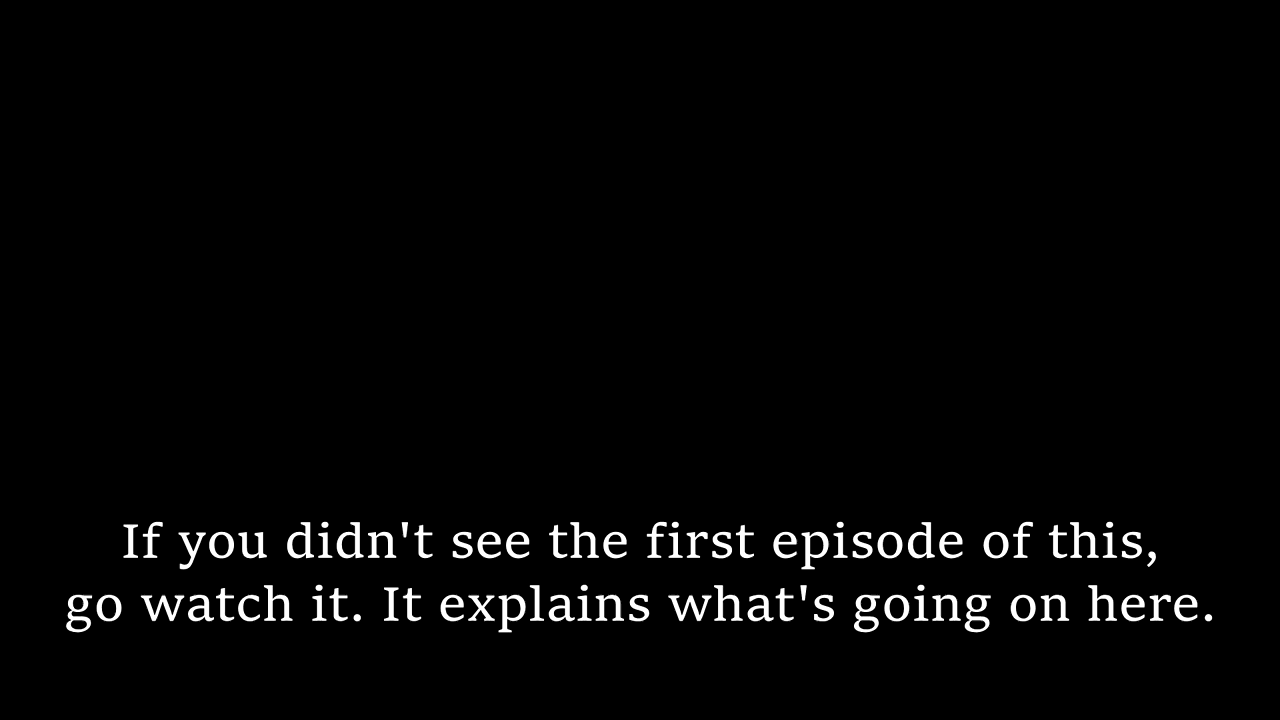 If you didn't see the first episode of this,
go watch it. It explains what's going on here.